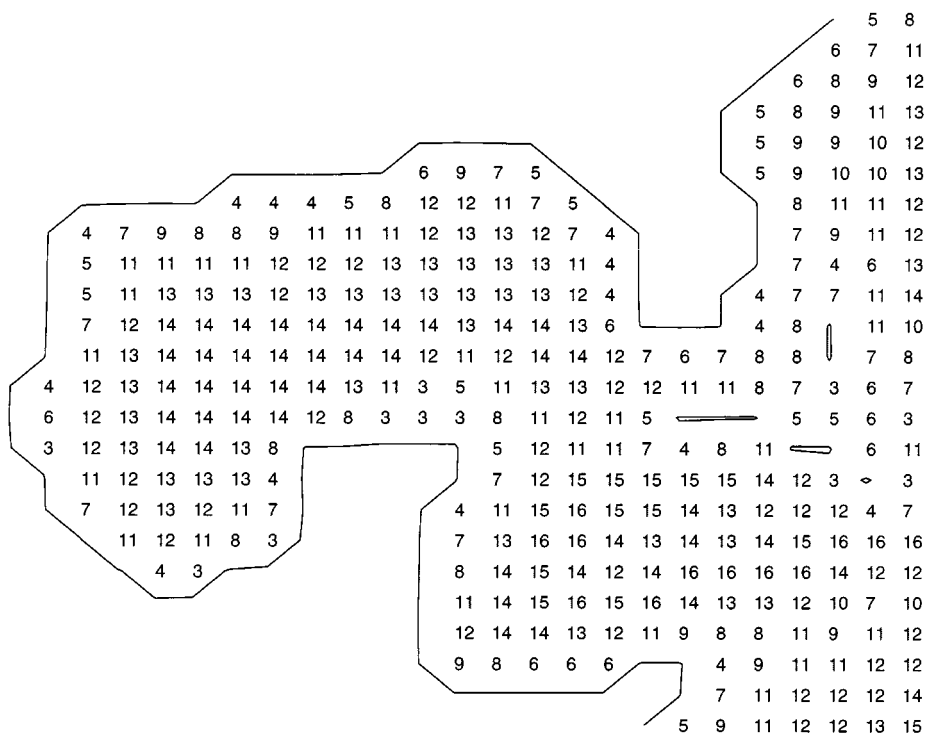 5 8
6 7 11
6 8 9 12
5 8 9 11 13
5 9 9 10 12
6 9 7 5 5 9 10 10 13
4 4 4 5 8 12 12 11 7 5 8 11 11 12
4 7 9 8 8 9 11 11 11 12 13 13 12 7 4 7 9 11 12
5 11 11 11 11 12 12 12 13 13 13 13 13 11 4 7 4 6 13
5 11 13 13 13 12 13 13 13 13 13 13 13 12 4 4 7 7 11 14
7 12 14 14 14 14 14 14 14 14 13 14 14 13 6 4 8 11 10
11 13 14 14 14 14 14 14 14 12 11 12 14 14 12 7 6 7 8 8 7 8
4 12 13 14 14 14 14 14 13 11 3 5 11 13 13 12 12 11 11 8 7 3 6 7
6 12 13 14 14 14 14 12 8 3 3 3 8 11 12 11 5 5 5 6 3
3 12 13 14 14 13 8 5 12 11 11 7 4 8 11 6 11
11 12 13 13 13 4 7 12 15 15 15 15 15 14 12 3 3
7 12 13 12 11 7 4 11 15 16 15 15 14 13 12 12 12 4 7
11 12 11 8 3 7 13 16 16 14 13 14 13 14 15 16 16 16
4 3 8 14 15 14 12 14 16 16 16 16 14 12 12
11 14 15 16 15 16 14 13 13 12 10 7 10
12 14 14 13 12 11 9 8 8 11 9 11 12
9 8 6 6 6 4 9 11 11 12 12
7 11 12 12 12 14
5 9 11 12 12 13 15